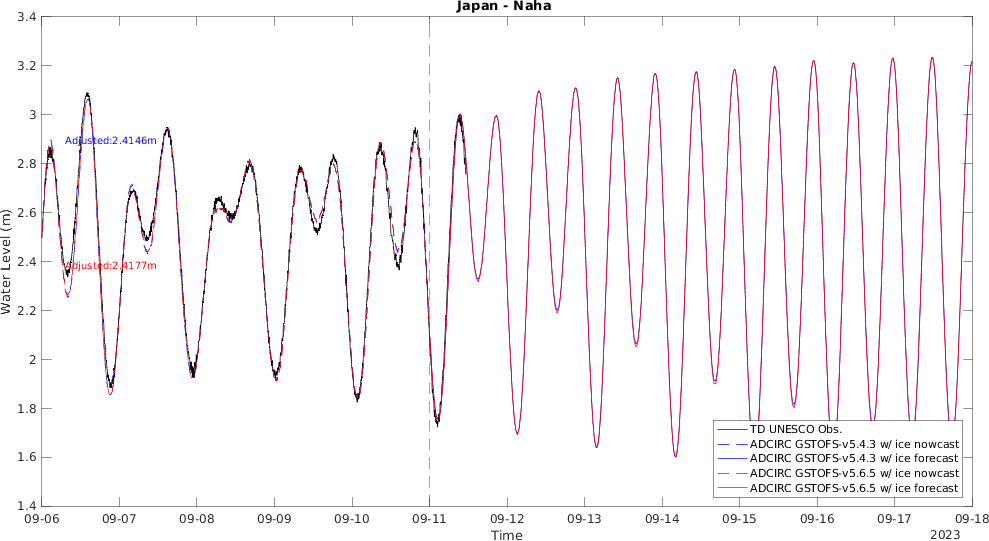 Japan - Naha
3.4
3.2
3
2.8
2.6
2.4
2.2
2
1.8
1.6
1.4
Water Level (m)
Adjusted:2.4146m
Adjusted:2.4177m
TD UNESCO Obs.
ADCIRC GSTOFS-v5.4.3 w/ ice nowcast
ADCIRC GSTOFS-v5.4.3 w/ ice forecast
ADCIRC GSTOFS-v5.6.5 w/ ice nowcast
ADCIRC GSTOFS-v5.6.5 w/ ice forecast
09-06 09-07 09-08 09-09 09-10 09-11 09-12 09-13 09-14 09-15 09-16 09-17 09-18
Time
2023